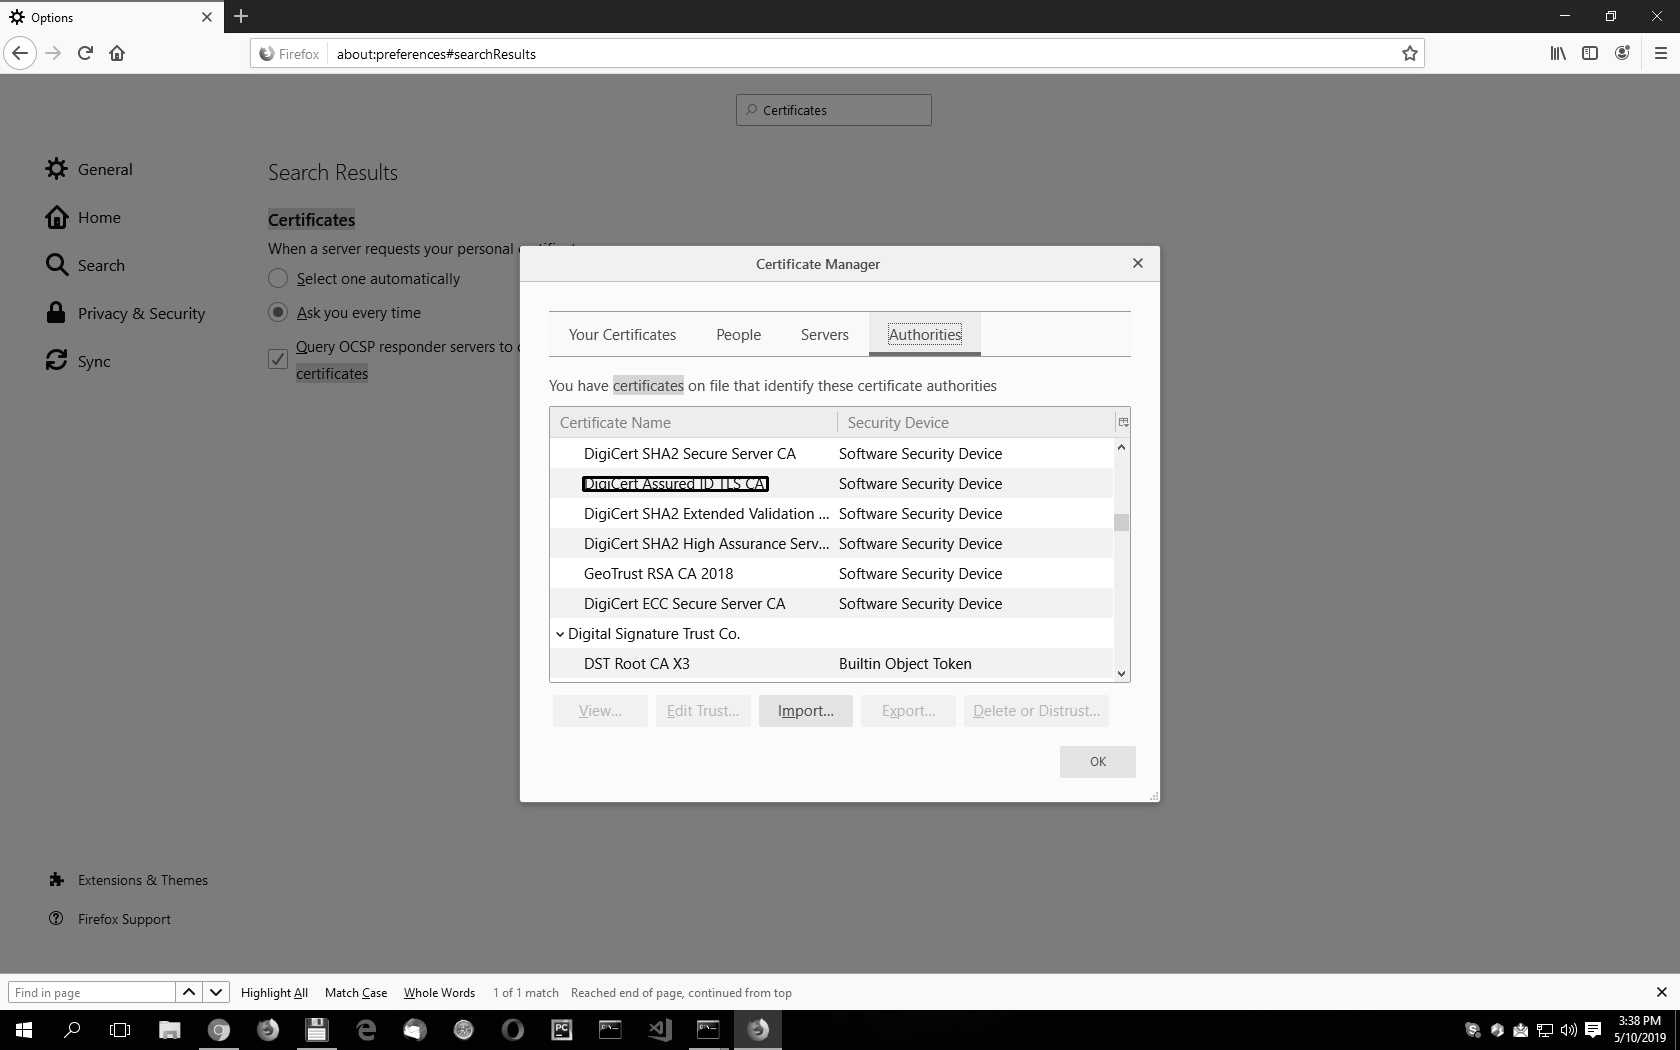 Options
Firefox
about:preferences#searchResults
Certificates
General
Home
Search
Privacy & Security
Sync
Search Results
Certificates
When a server requests your personal
Select one automatically
Ask you every time
Query OCSP responder servers to
certificates
Certificate Manager
Your Certificates
People
Servers
Authorities
You have certificates on file that identify these certificate authorities
Certificate Name
Security Device
DigiCert SHA2 Secure Server CA
Software Security Device
DigiCert Assured ID TLS CA
Software Security Device
DigiCert SHA2 Extended Validation ...
Software Security Device
DigiCert SHA2 High Assurance Serv...
Software Security Device
GeoTrust RSA CA 2018
Software Security Device
DigiCert ECC Secure Server CA
Software Security Device
Digital Signature Trust Co.
DST Root CA X3
Builtin Object Token
View...
Edit Trust...
Import...
Export...
Delete or Distrust...
OK
Extensions & Themes
Firefox Support
Find in page
Highlight All
Match Case
Whole Words
1 of 1 match
Reached end of page, continued from top
PC
3:38 PM
5/10/2019